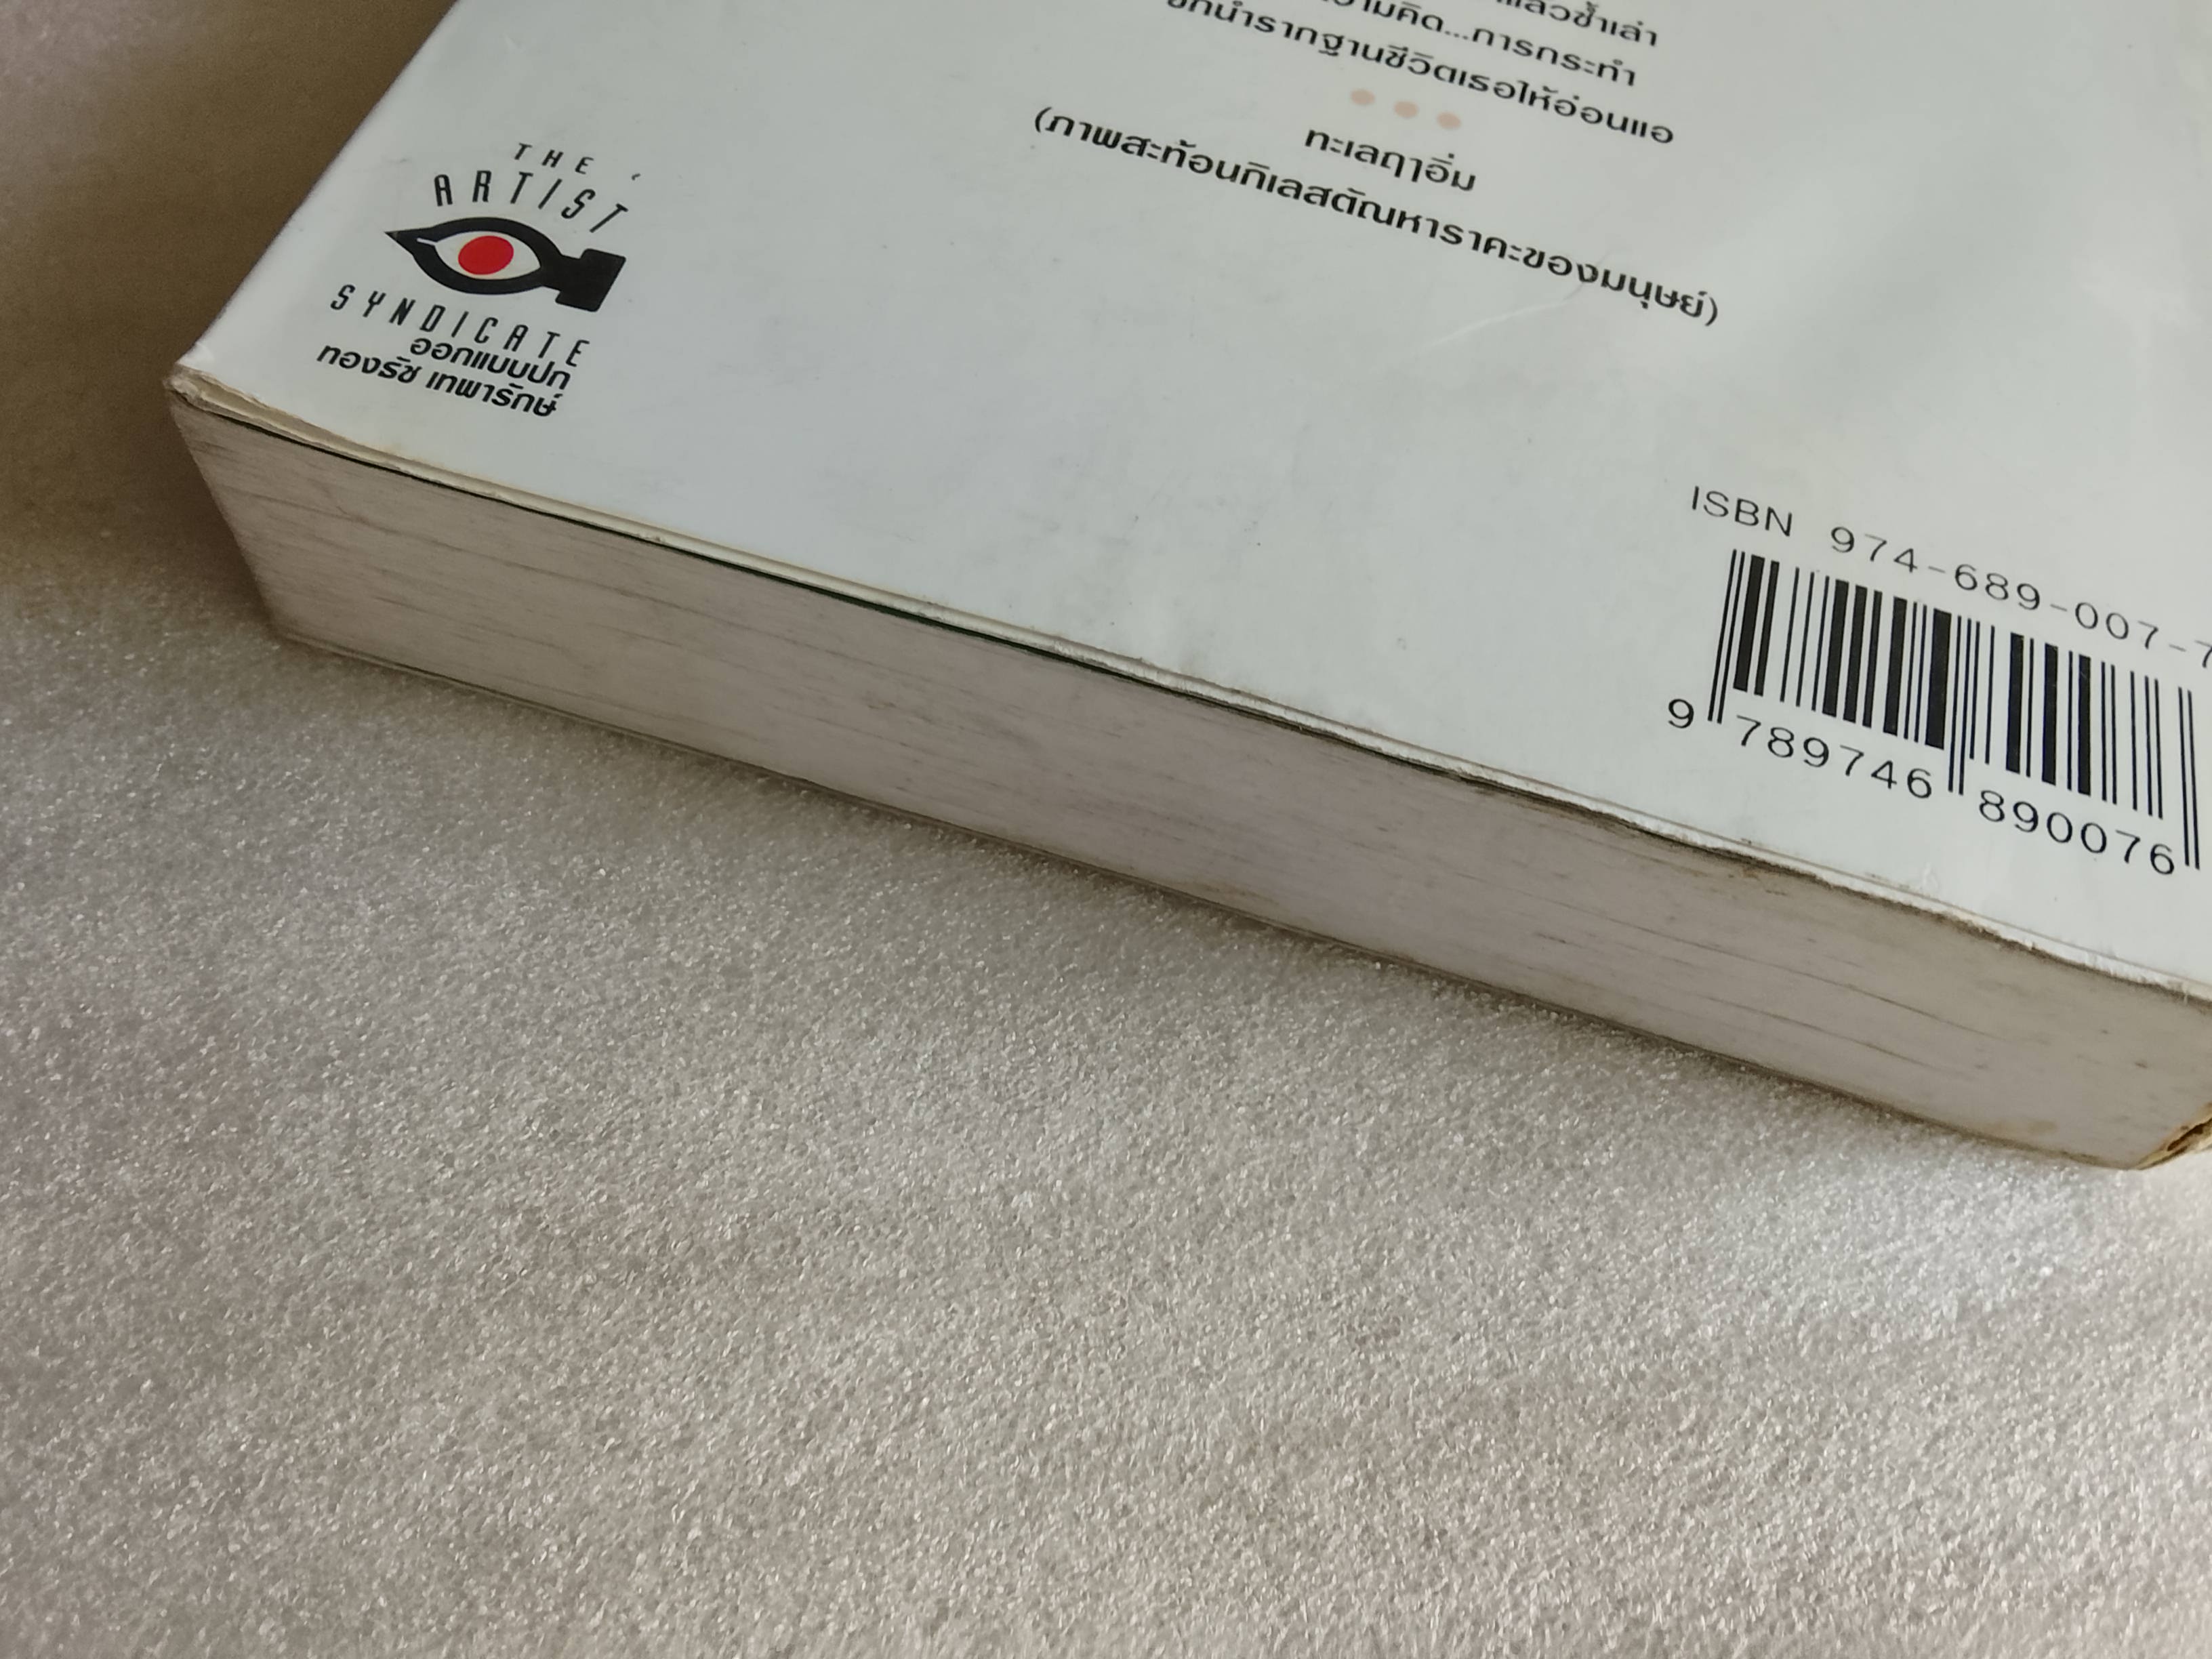 แล้วซ้ำเล่า
ความคิด...การกระทำ
ชักนำรากฐานชีวิตเธอให้อ่อนแอ
ทะเลฤๅอิ่ม
(ภาพสะท้อนกิเลสตัณหาราคะของมนุษย์)
THE
ARTIST
SYNDICATE
ออกแบบปก
ทองธัช เทพารักษ์
ISBN 974-689-007-7
9 789746 890076